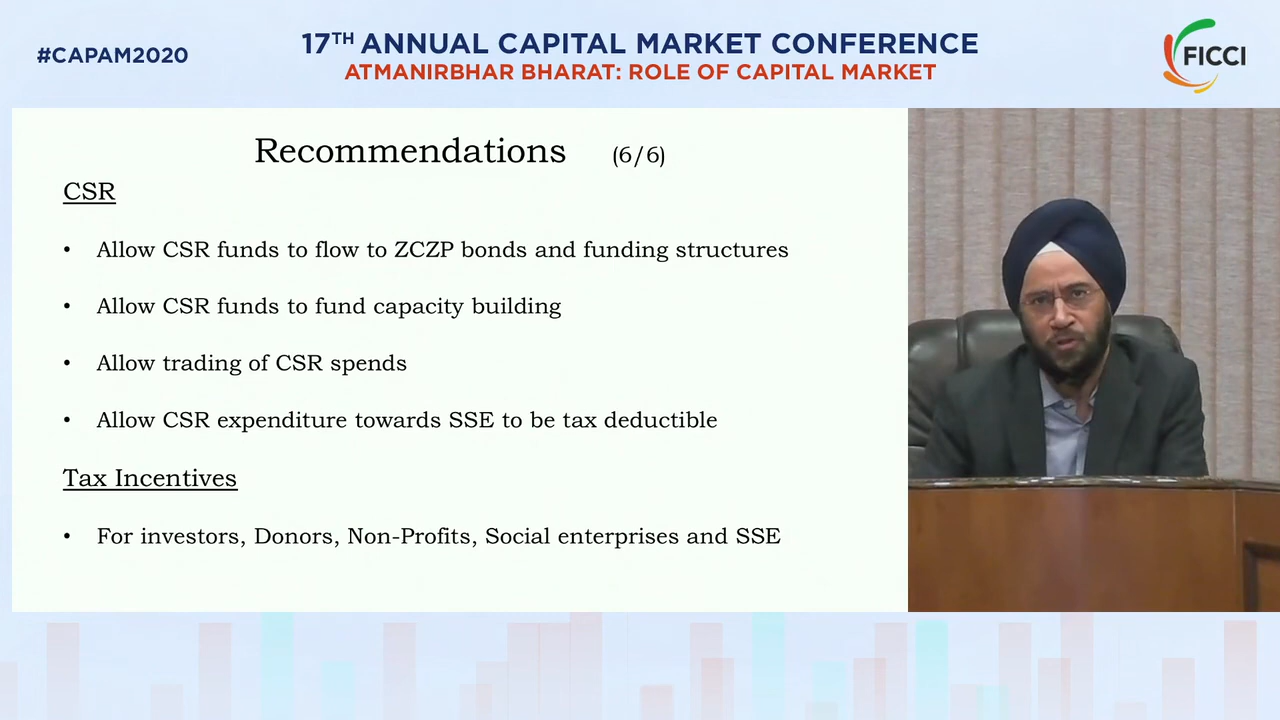 #CAPAM2020
17TH ANNUAL CAPITAL MARKET CONFERENCE
ATMANIRBHAR BHARAT: ROLE OF CAPITAL MARKET
FICCI
Recommendations (6/6)
CSR
• Allow CSR funds to flow to ZCZP bonds and funding structures
• Allow CSR funds to fund capacity building
• Allow trading of CSR spends
• Allow CSR expenditure towards SSE to be tax deductible
Tax Incentives
• For investors, Donors, Non-Profits, Social enterprises and SSE